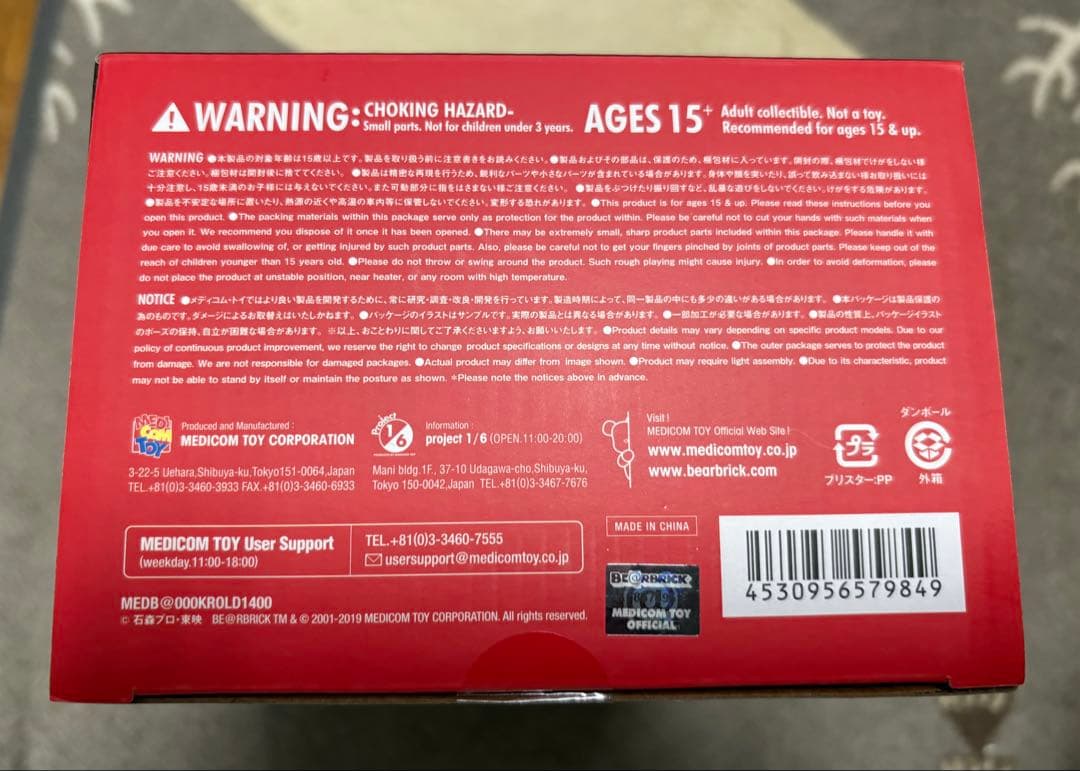 WARNING: CHOKING HAZARD-
Small parts. Not for children under 3 years.
AGES 15+ Adult collectible. Not a toy.
Recommended for ages 15 & up.
WARNING ●本製品の対象年齢は15歳以上です。製品を取り扱う前に注意書きをお読みください。●製品およびその部品は、保護のため、梱包材に入っています。開封の際、梱包材でけがをしない様
ご注意ください。梱包材は開封後に捨ててください。 ●製品は精密な再現を行うため、鋭利なパーツや小さなパーツが含まれている場合があります。身体や顔を突いたり、誤って飲み込まない様お取り扱いには
十分注意し、15歳未満のお子様には与えないでください。また可動部分に指をはさまない様ご注意ください。 ●製品をぶつけたり振り回すなど、乱暴な遊びをしないでください。けがをする危険があります。
●製品を不安定な場所に置いたり、熱源の近くや高温の車内等に保管しないでください。変形する恐れがあります。 ●This product is for ages 15 & up. Please read these instructions before you
open this product. ●The packing materials within this package serve only as protection for the product within. Please be careful not to cut your hands with such materials when
you open it. We recommend you dispose of it once it has been opened. ●There may be extremely small, sharp product parts included within this package. Please handle it with
due care to avoid swallowing of, or getting injured by such product parts. Also, please be careful not to get your fingers pinched by joints of product parts. Please keep out of the
reach of children younger than 15 years old. ●Please do not throw or swing around the product. Such rough playing might cause injury. ●In order to avoid deformation, please
do not place the product at unstable position, near heater, or any room with high temperature.
NOTICE ●メディコム・トイではより良い製品を開発するために、常に研究・調査・改良・開発を行っています。製造時期によって、同一製品の中にも多少の違いがある場合があります。 ●本パッケージは製品保護の
為のものです。ダメージによるお取替えはいたしかねます。 ●パッケージのイラストはサンプルです。実際の製品とは異なる場合があります。 ●一部加工が必要な場合があります。 ●製品の性質上、パッケージイラスト
のポーズの保持、自立が困難な場合があります。 ※以上、おことわりに関してご了承くださいますよう、お願いいたします。 ●Product details may vary depending on specific product models. Due to our
policy of continuous product improvement, we reserve the right to change product specifications or designs at any time without notice. ●The outer package serves to protect the product
from damage. We are not responsible for damaged packages. ●Actual product may differ from image shown. ●Product may require light assembly. ●Due to its characteristic, product
may not be able to stand by itself or maintain the posture as shown. *Please note the notices above in advance.
MEDI COM TOY
Produced and Manufactured :
MEDICOM TOY CORPORATION
3-22-5 Uehara,Shibuya-ku,Tokyo151-0064,Japan
TEL.+81(0)3-3460-3933 FAX.+81(0)3-3460-6933
Project 1/6
Information :
project 1/6 (OPEN.11:00-20:00)
Mani bldg.1F, 37-10 Udagawa-cho,Shibuya-ku,
Tokyo 150-0042,Japan TEL.+81(0)3-3467-7676
Visit !
MEDICOM TOY Official Web Site !
www.medicomtoy.co.jp
www.bearbrick.com
プラ
ブリスター:PP
ダンボール
外箱
MEDICOM TOY User Support
(weekday.11:00-18:00)
TEL.+81(0)3-3460-7555
usersupport@medicomtoy.co.jp
MADE IN CHINA
BE@RBRICK
MEDICOM TOY
OFFICIAL
4530956579849
MEDB@000KROLD1400
© 石森プロ・東映 BE@RBRICK TM & © 2001-2019 MEDICOM TOY CORPORATION. All rights reserved.